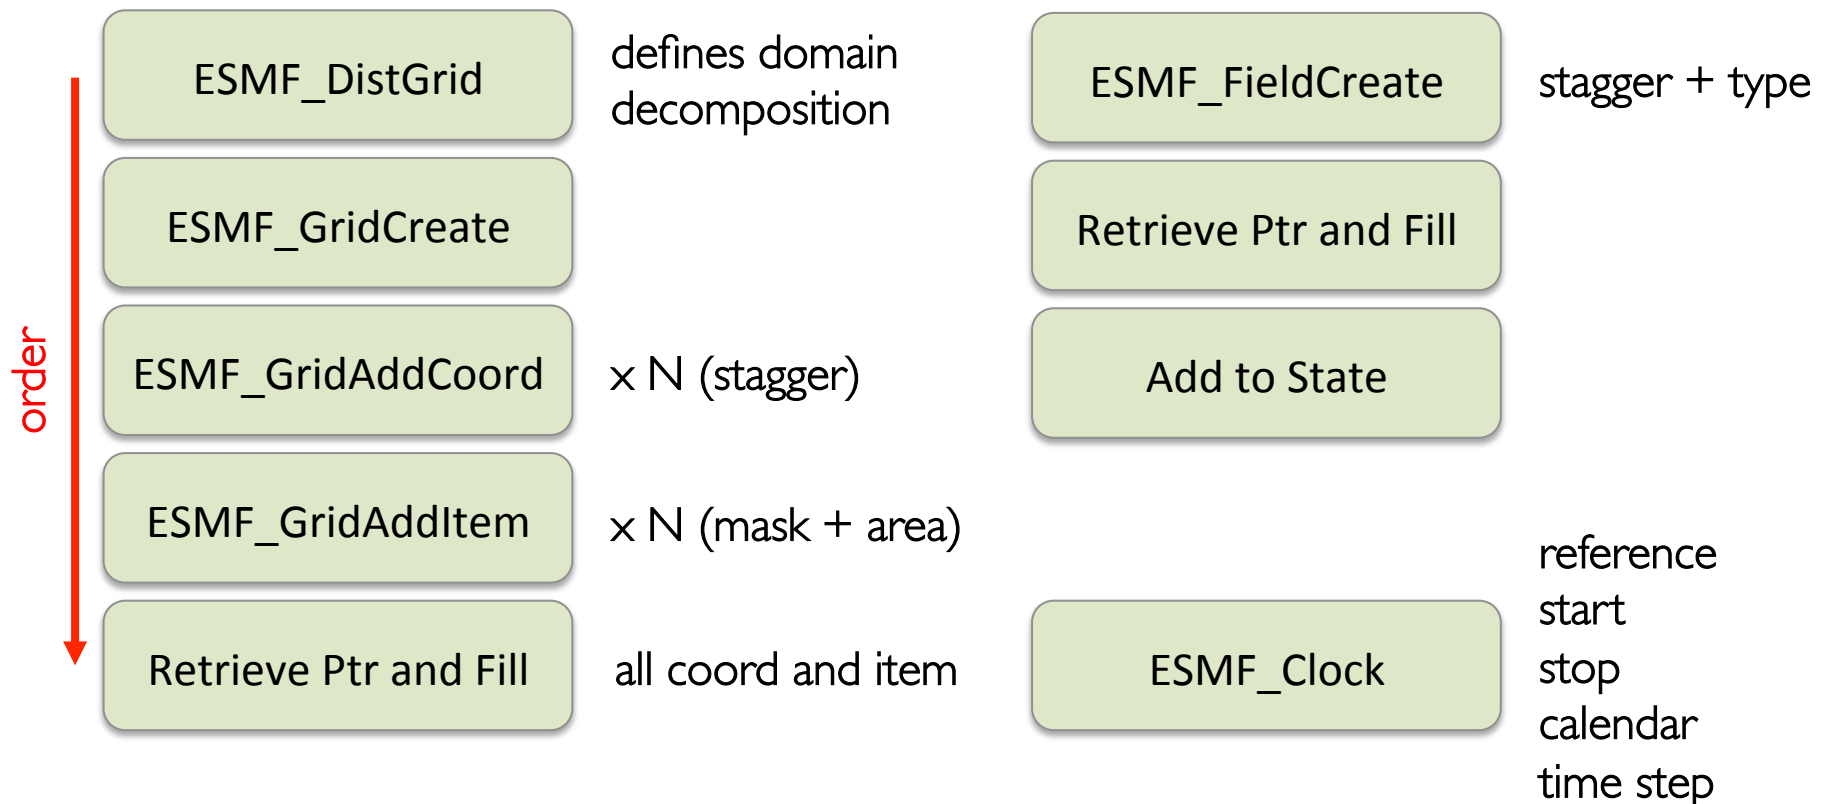 order
ESMF_DistGrid
defines domain
decomposition
ESMF_GridCreate
ESMF_GridAddCoord
x N (stagger)
ESMF_GridAddItem
x N (mask + area)
Retrieve Ptr and Fill
all coord and item
ESMF_FieldCreate
stagger + type
Retrieve Ptr and Fill
Add to State
ESMF_Clock
reference
start
stop
calendar
time step